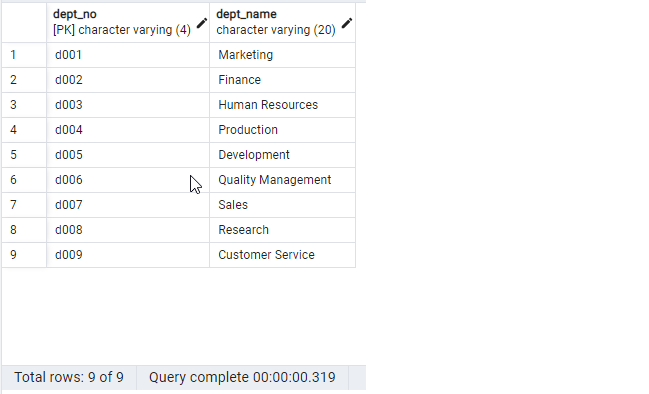 dept_no dept_name
[PK] character varying (4) character varying (20)
1 d001 Marketing
2 d002 Finance
3 d003 Human Resources
4 d004 Production
5 d005 Development
6 d006 Quality Management
7 d007 Sales
8 d008 Research
9 d009 Customer Service
Total rows: 9 of 9 Query complete 00:00:00.319